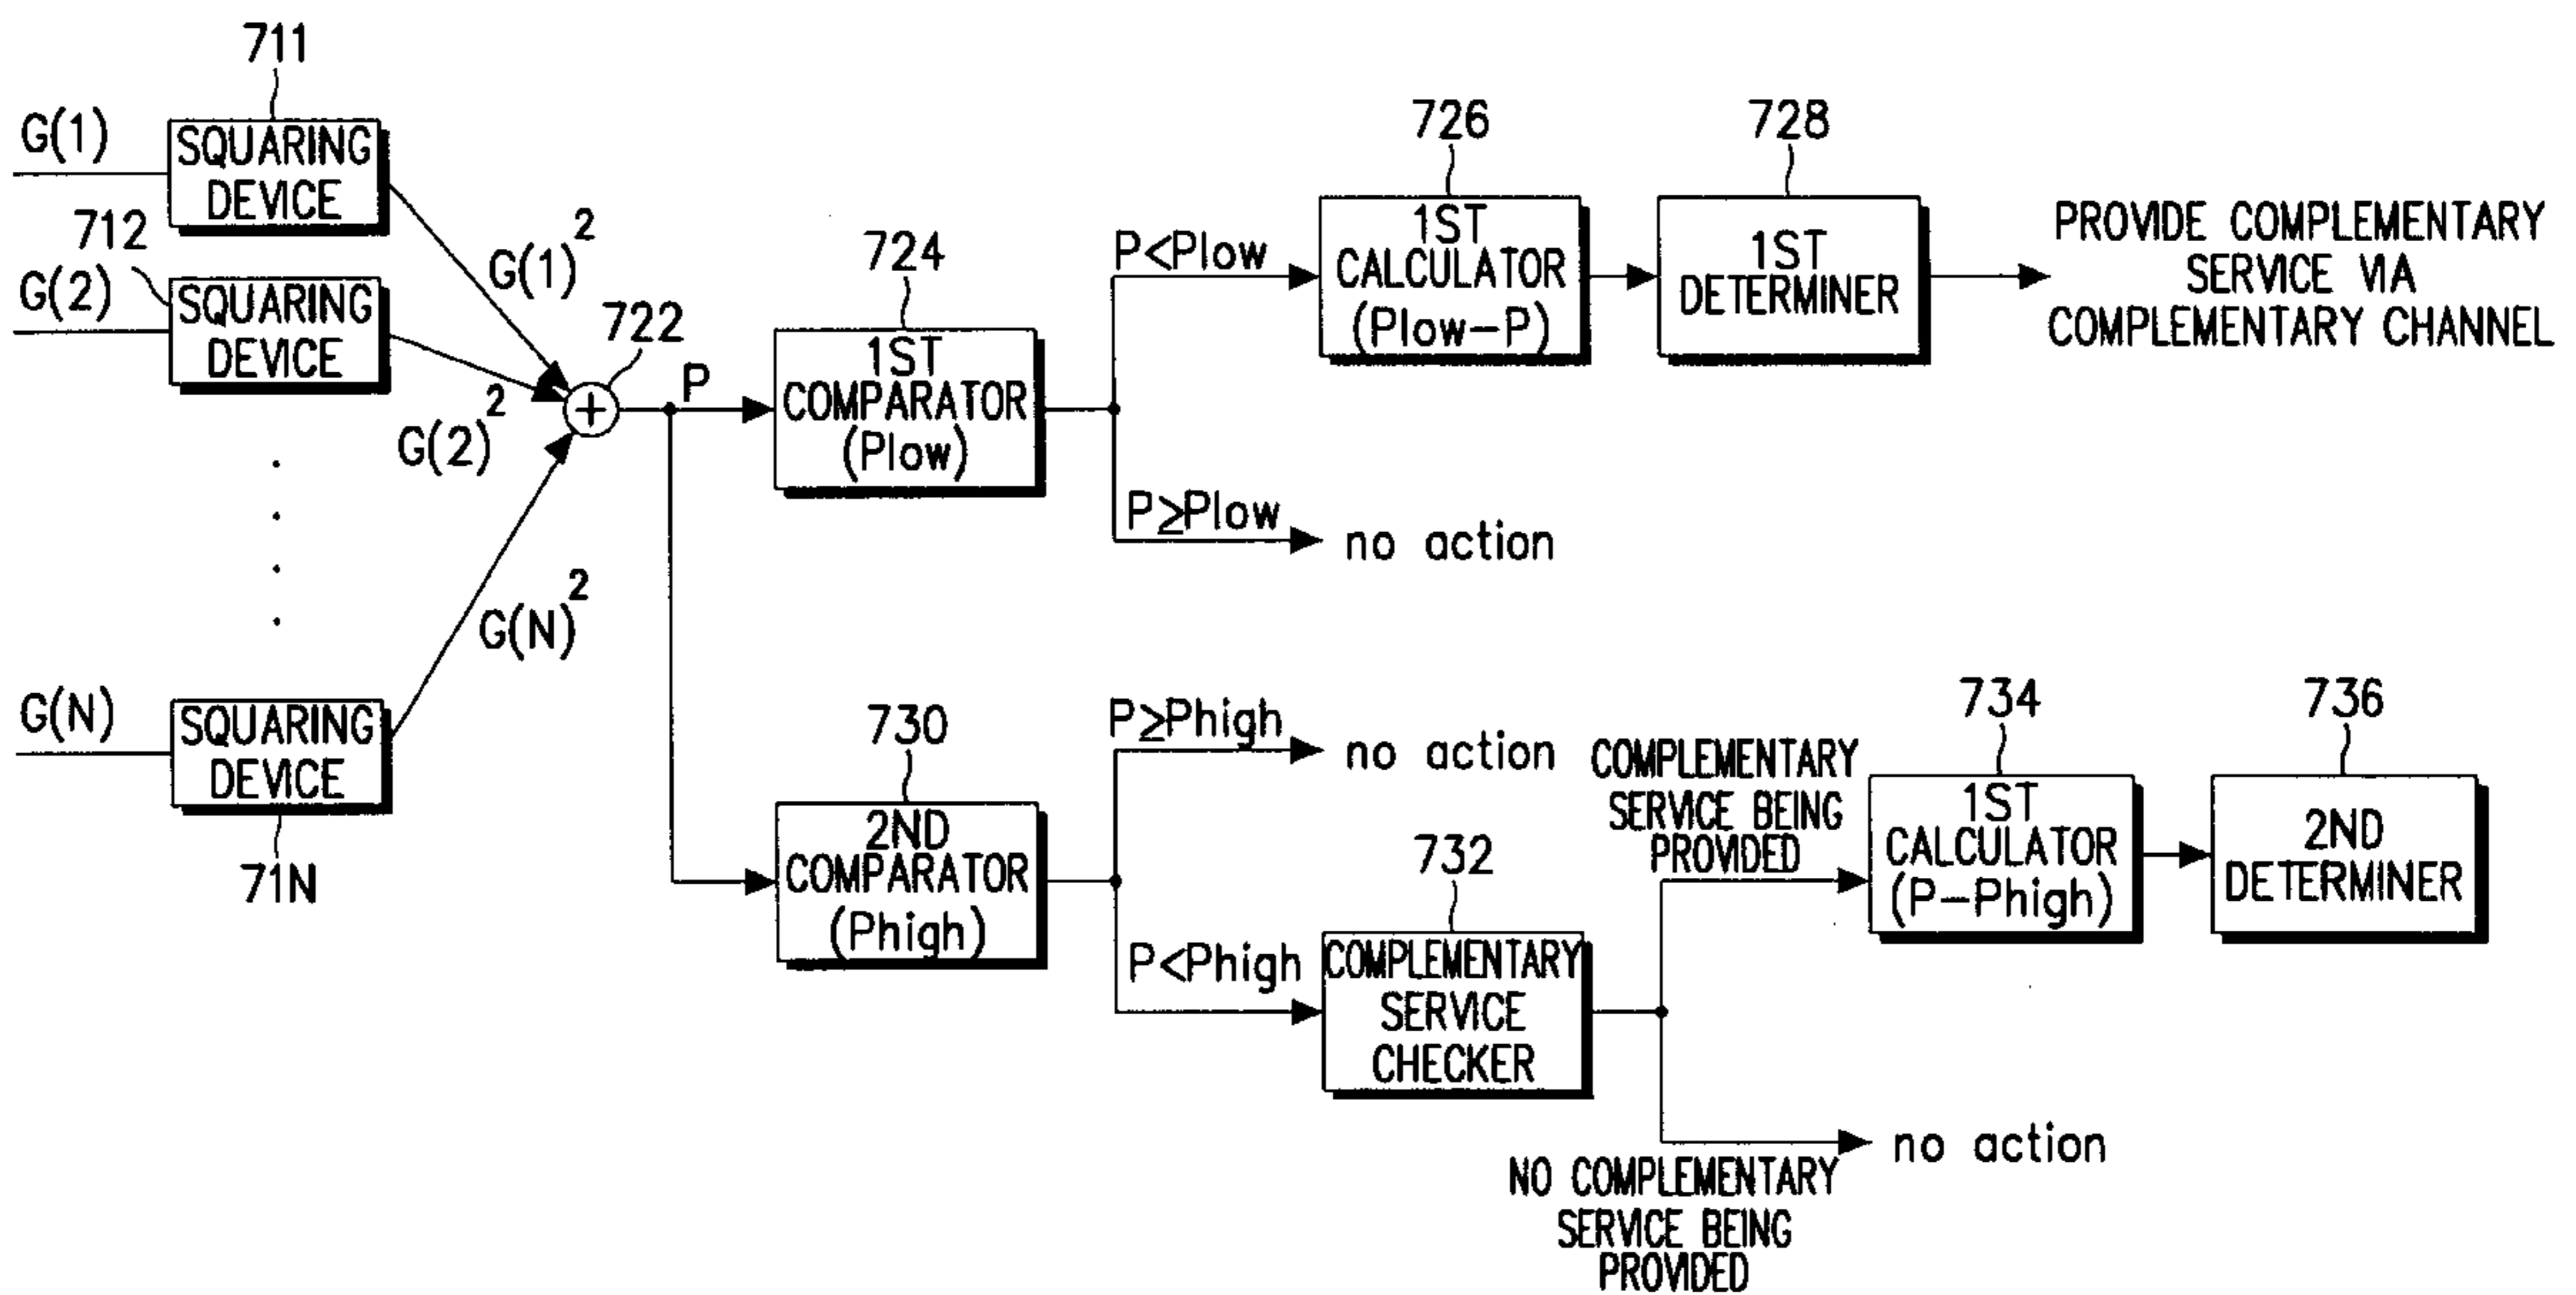 711
G(1)
SQUARING
DEVICE
712
G(2)
SQUARING
DEVICE
G(1)²
G(2)²
722
P
G(N)
SQUARING
DEVICE
71N
G(N)²
724
1ST
COMPARATOR
(Plow)
P<Plow
P≥Plow
no action
726
1ST
CALCULATOR
(Plow-P)
728
1ST
DETERMINER
PROVIDE COMPLEMENTARY
SERVICE VIA
COMPLEMENTARY CHANNEL
730
2ND
COMPARATOR
(Phigh)
P≥Phigh
no action
P<Phigh
732
COMPLEMENTARY
SERVICE
CHECKER
COMPLEMENTARY
SERVICE BEING
PROVIDED
734
1ST
CALCULATOR
(P-Phigh)
736
2ND
DETERMINER
no action
NO COMPLEMENTARY
SERVICE BEING
PROVIDED